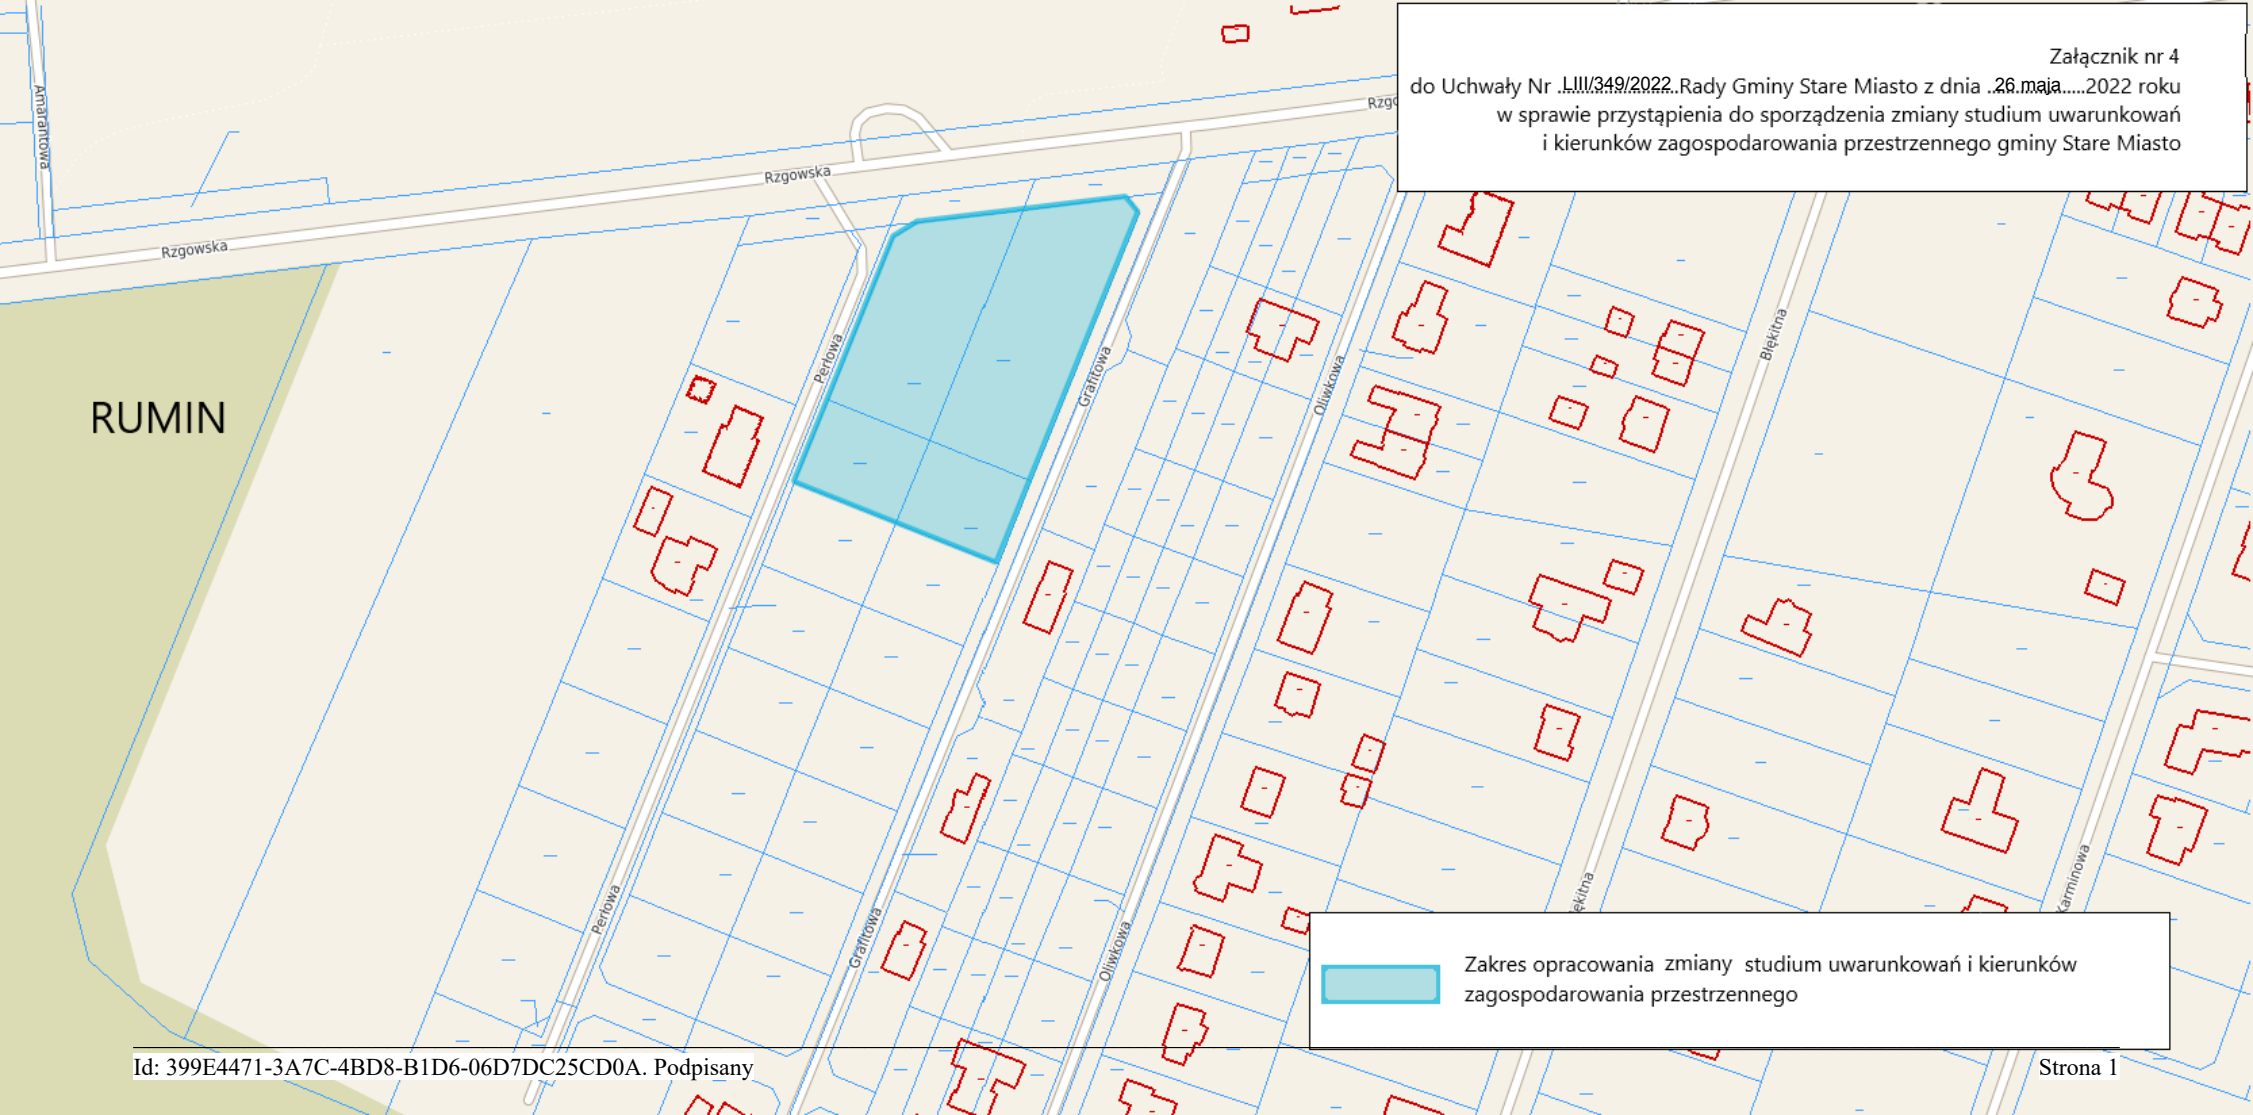 Załącznik nr 4
do Uchwały Nr .LIII/349/2022..Rady Gminy Stare Miasto z dnia ..26 maja.....2022 roku
w sprawie przystąpienia do sporządzenia zmiany studium uwarunkowań
i kierunków zagospodarowania przestrzennego gminy Stare Miasto
Amarantowa
Rzgo
Rzgowska
Rzgowska
Perłowa
Grafitowa
Oliwkowa
Błękitna
RUMIN
Perłowa
Grafitowa
Oliwkowa
ękitna
Karminowa
Zakres opracowania zmiany studium uwarunkowań i kierunków
zagospodarowania przestrzennego
Id: 399E4471-3A7C-4BD8-B1D6-06D7DC25CD0A. Podpisany
Strona 1